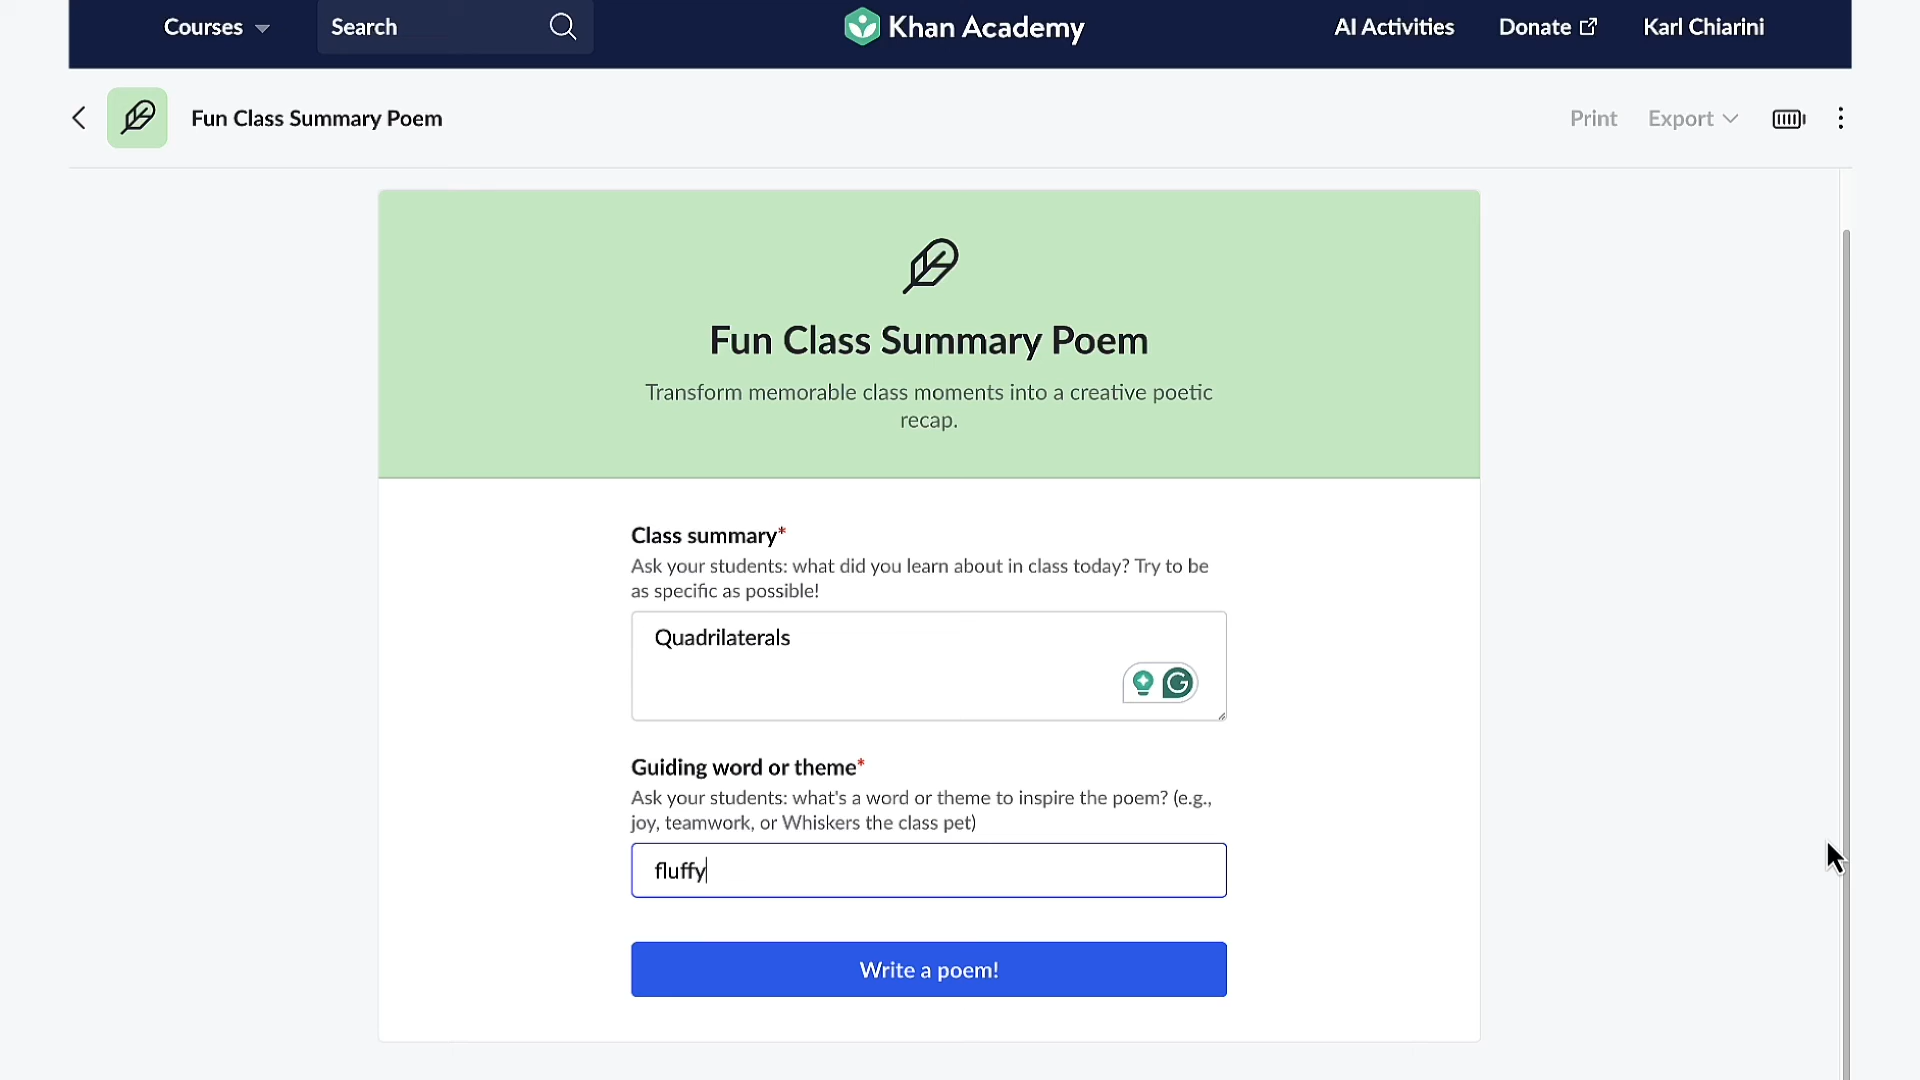 Courses
Search
Khan Academy
AI Activities
Donate
Karl Chiarini
Fun Class Summary Poem
Print
Export
Fun Class Summary Poem
Transform memorable class moments into a creative poetic
recap.
Class summary*
Ask your students: what did you learn about in class today? Try to be
as specific as possible!
Quadrilaterals
Guiding word or theme*
Ask your students: what's a word or theme to inspire the poem? (e.g.,
joy, teamwork, or Whiskers the class pet)
fluffy
Write a poem!